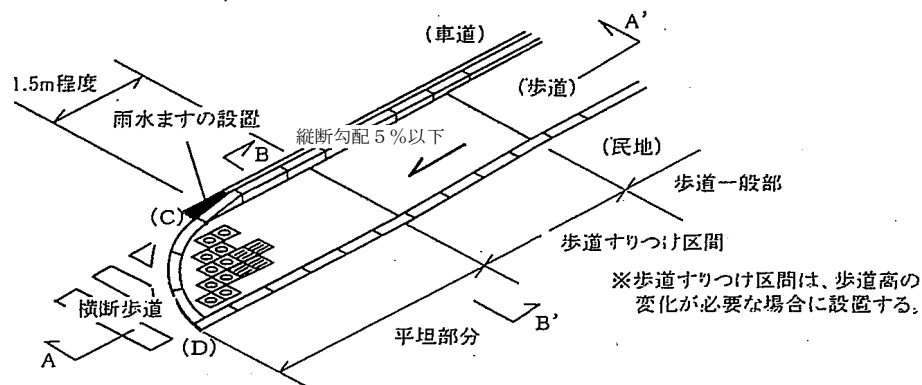 (車道)
A'
1.5m程度
(歩道)
雨水ますの設置
縦断勾配5%以下
B
(民地)
歩道一般部
(C)
歩道すりつけ区間
※歩道すりつけ区間は、歩道高の
変化が必要な場合に設置する。
横断歩道
B'
平坦部分
(D)
A